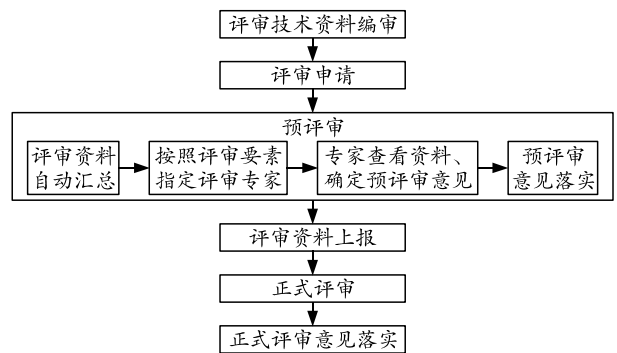 评审技术资料编审
评审申请
预评审
评审资料
自动汇总
按照评审要素
指定评审专家
专家查看资料、
确定预评审意见
预评审
意见落实
评审资料上报
正式评审
正式评审意见落实